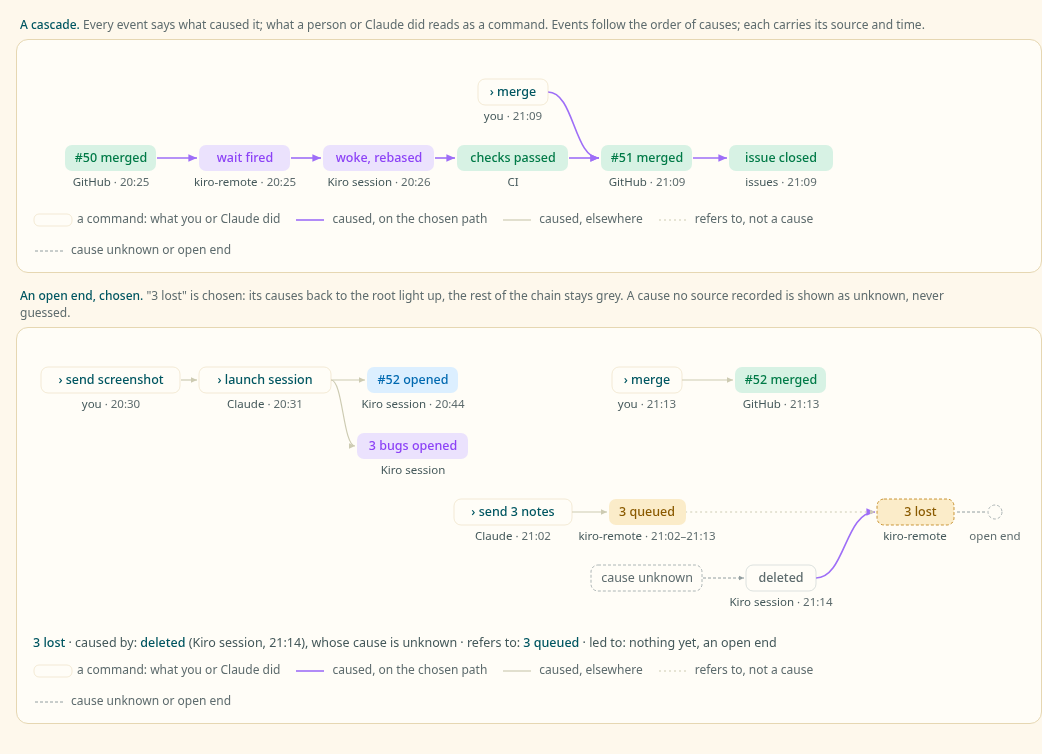 A cascade. Every event says what caused it; what a person or Claude did reads as a command. Events follow the order of causes; each carries its source and time.
› merge
you · 21:09
#50 merged
wait fired
woke, rebased
checks passed
#51 merged
issue closed
GitHub · 20:25
kiro-remote · 20:25
Kiro session · 20:26
CI
GitHub · 21:09
issues · 21:09
a command: what you or Claude did
caused, on the chosen path
caused, elsewhere
refers to, not a cause
cause unknown or open end
An open end, chosen. "3 lost" is chosen: its causes back to the root light up, the rest of the chain stays grey. A cause no source recorded is shown as unknown, never
guessed.
› send screenshot
› launch session
#52 opened
› merge
#52 merged
you · 20:30
Claude · 20:31
Kiro session · 20:44
you · 21:13
GitHub · 21:13
3 bugs opened
Kiro session
› send 3 notes
3 queued
3 lost
Claude · 21:02
kiro-remote · 21:02–21:13
kiro-remote
open end
cause unknown
deleted
Kiro session · 21:14
3 lost · caused by: deleted (Kiro session, 21:14), whose cause is unknown · refers to: 3 queued · led to: nothing yet, an open end
a command: what you or Claude did
caused, on the chosen path
caused, elsewhere
refers to, not a cause
cause unknown or open end